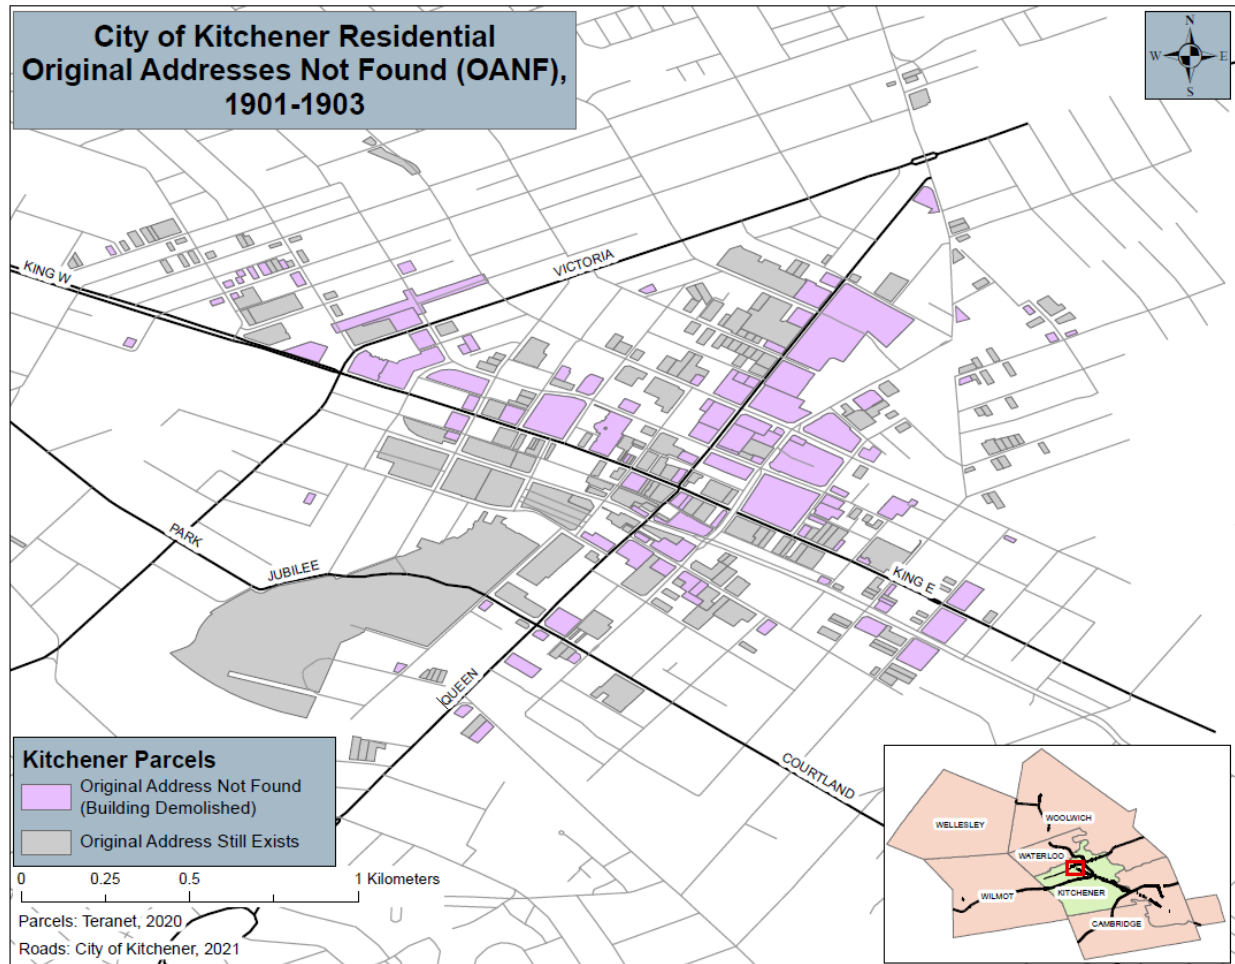 City of Kitchener Residential
Original Addresses Not Found (OANF),
1901-1903
N
W
E
S
KING W
VICTORIA
PARK
JUBILEE
QUEEN
KING E
COURTLAND
Kitchener Parcels
Original Address Not Found
(Building Demolished)
Original Address Still Exists
0 0.25 0.5 1 Kilometers
Parcels: Teranet, 2020
Roads: City of Kitchener, 2021
WELLESLEY
WOOLWICH
WATERLOO
WILMOT
KITCHENER
CAMBRIDGE